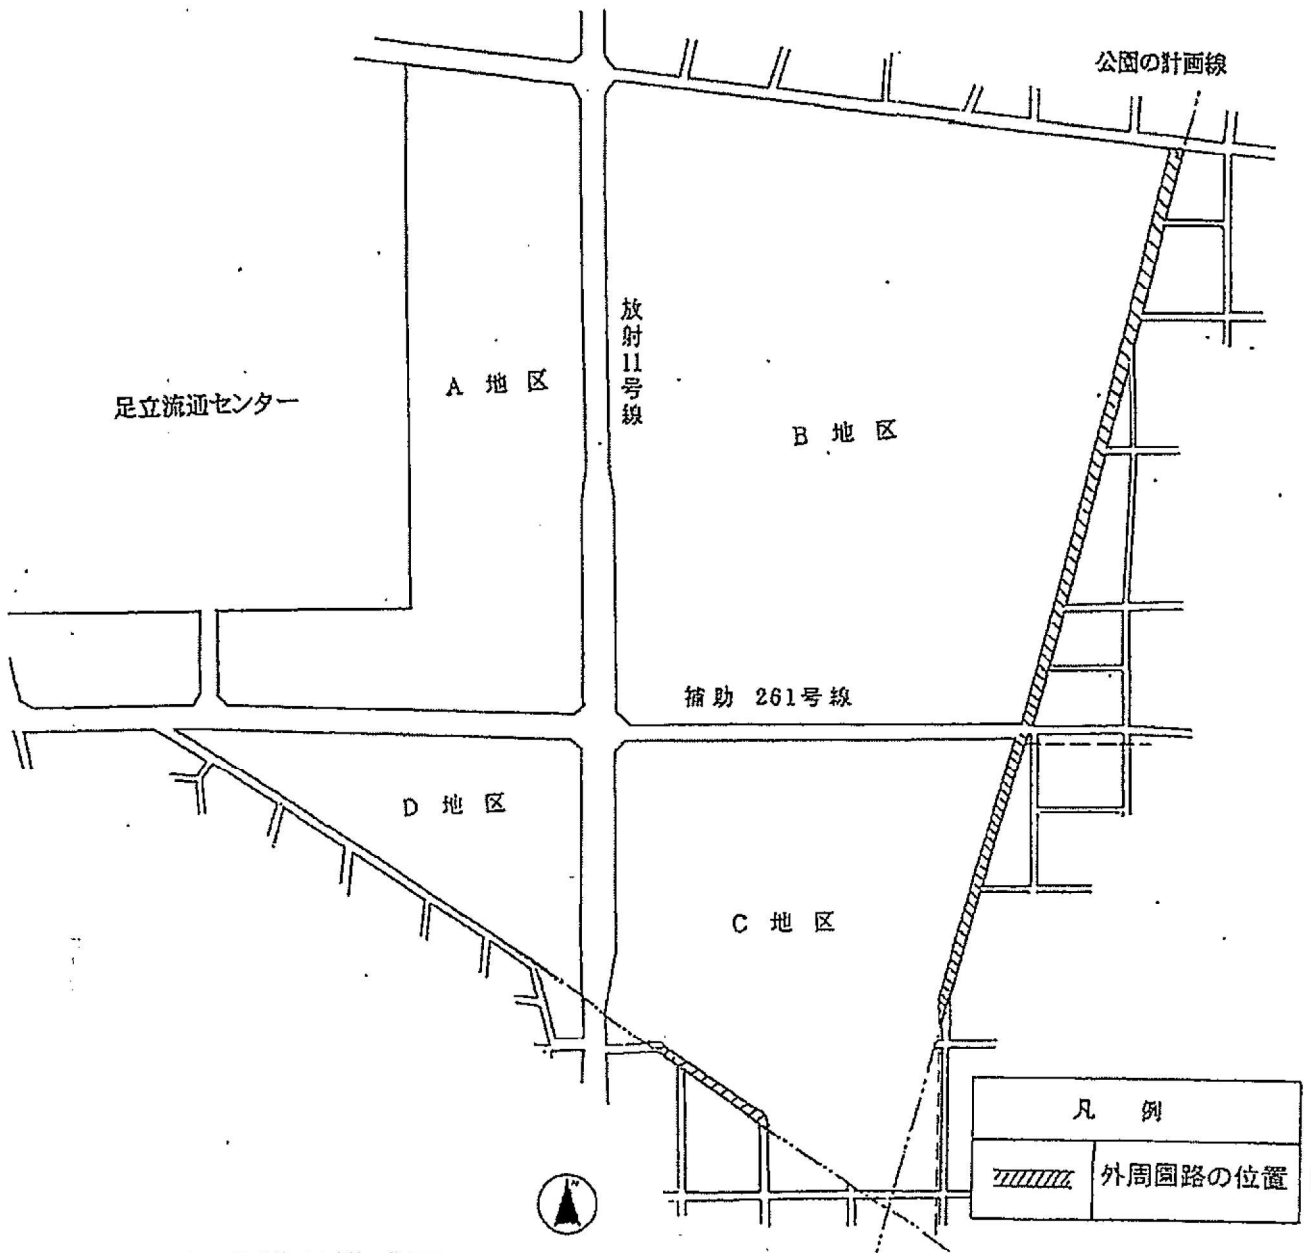 公園の計画線
放射11号線
A 地 区
足立流通センター
B 地 区
補助 261号線
D 地 区
C 地 区
凡 例
外周園路の位置
N